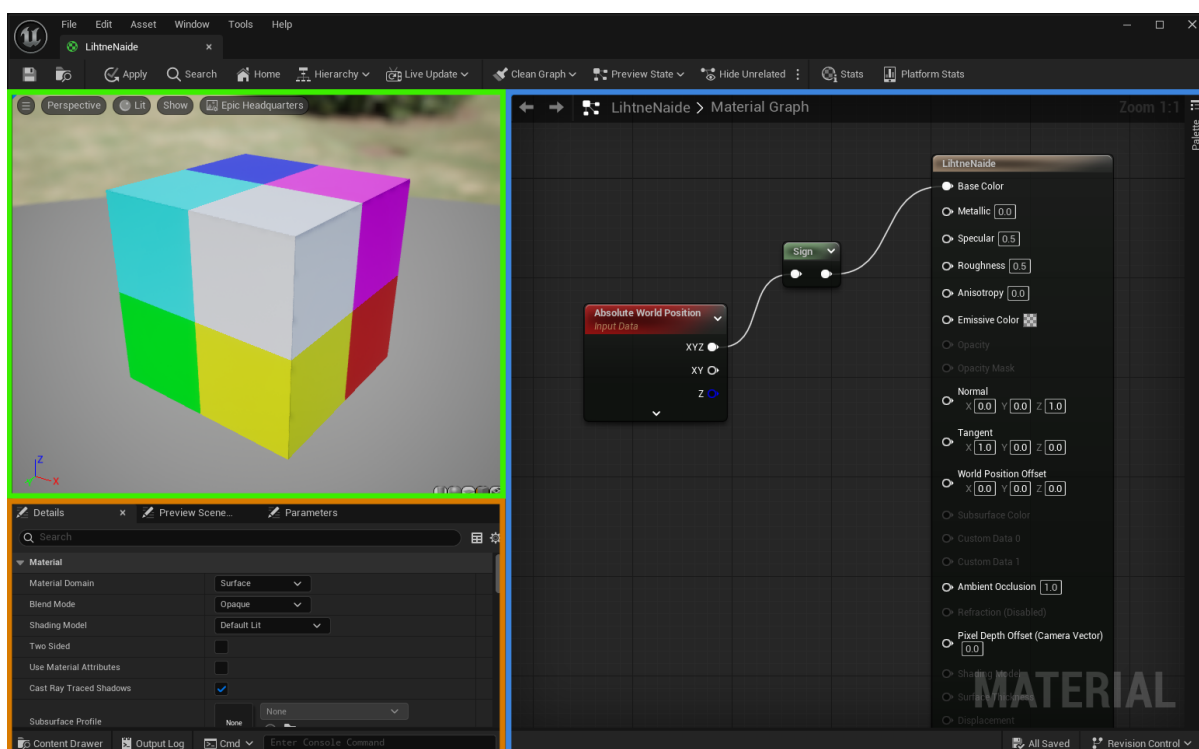 File Edit Asset Window Tools Help
LihtneNaide
Apply Search Home Hierarchy Live Update Clean Graph Preview State Hide Unrelated Stats Platform Stats
Perspective Lit Show Epic Headquarters
Z
X
Details Preview Scene... Parameters
Search
Material
Material Domain Surface
Blend Mode Opaque
Shading Model Default Lit
Two Sided
Use Material Attributes
Cast Ray Traced Shadows
Subsurface Profile None None
LihtneNaide > Material Graph Zoom 1:1
Palette
Absolute World Position
Input Data
XYZ
XY
Z
Sign
LihtneNaide
Base Color
Metallic 0.0
Specular 0.5
Roughness 0.5
Anisotropy 0.0
Emissive Color
Opacity
Opacity Mask
Normal
X 0.0 Y 0.0 Z 1.0
Tangent
X 1.0 Y 0.0 Z 0.0
World Position Offset
X 0.0 Y 0.0 Z 0.0
Subsurface Color
Custom Data 0
Custom Data 1
Ambient Occlusion 1.0
Refraction (Disabled)
Pixel Depth Offset (Camera Vector)
0.0
Shading Model
Surface Thickness
Displacement
MATERIAL
Content Drawer Output Log Cmd Enter Console Command All Saved Revision Control